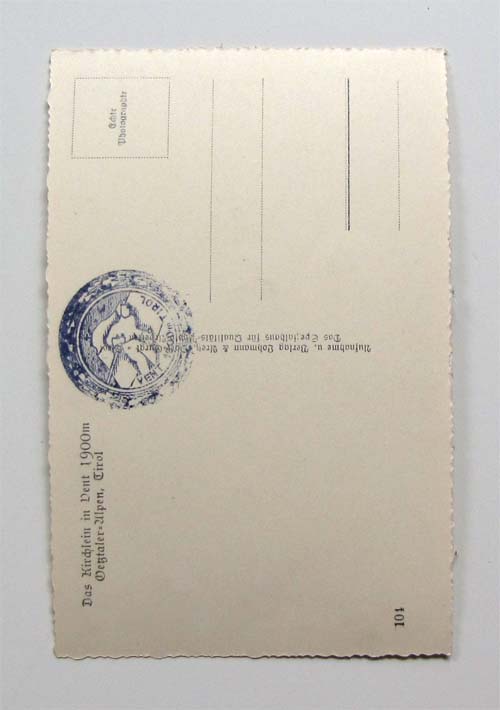 Das Kirchlein in Vent 1900m
Oetztaler-Alpen, Tirol
Echte
Photographie
Aufnahme u. Verlag Lohmann &
Das Spezialhaus für Qualitäts-
VENT
TIROL
104